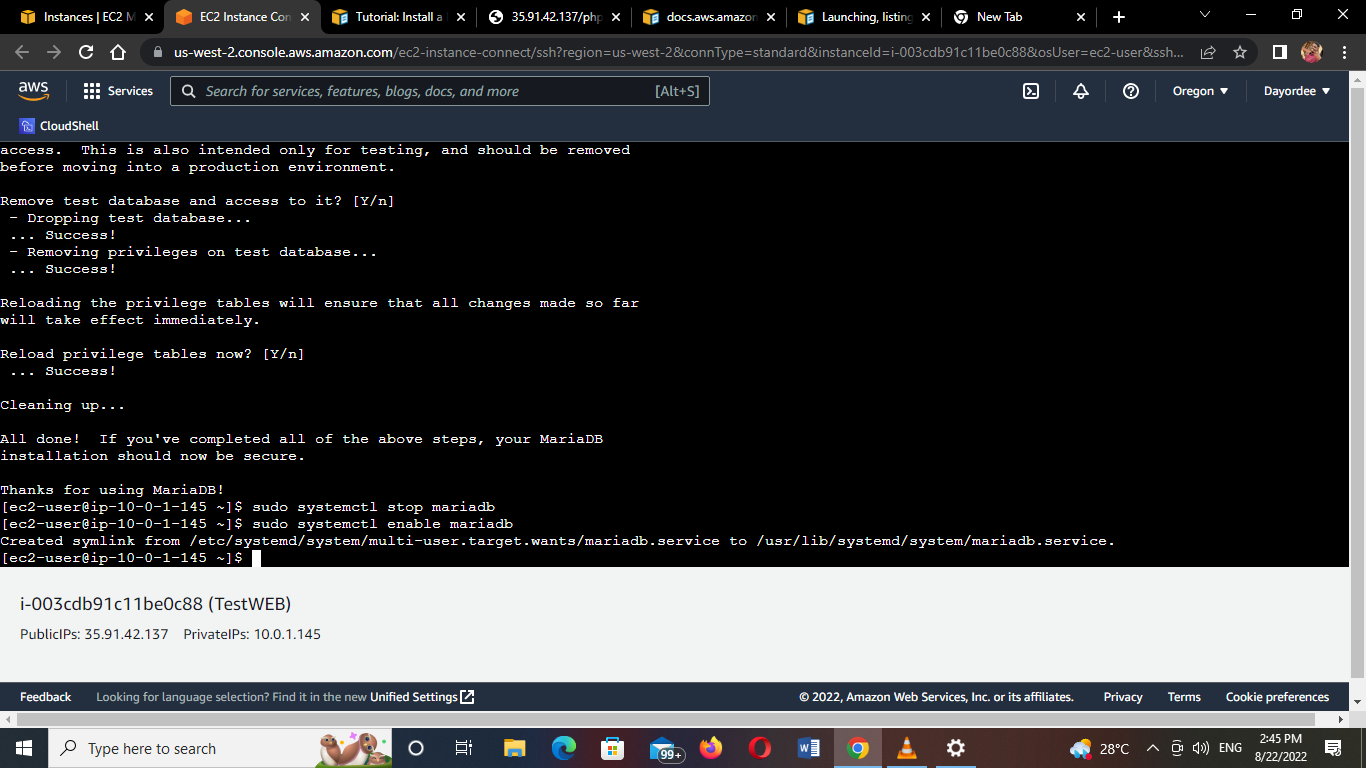 Instances | EC2 M
EC2 Instance Con
Tutorial: Install a
35.91.42.137/php
docs.aws.amazon
Launching, listing
New Tab
us-west-2.console.aws.amazon.com/ec2-instance-connect/ssh?region=us-west-2&connType=standard&instanceId=i-003cdb91c11be0c88&osUser=ec2-user&ssh...
aws
Services
Search for services, features, blogs, docs, and more
[Alt+S]
Oregon
Dayordee
CloudShell
access.  This is also intended only for testing, and should be removed
before moving into a production environment.
Remove test database and access to it? [Y/n]
 - Dropping test database...
 ... Success!
 - Removing privileges on test database...
 ... Success!
Reloading the privilege tables will ensure that all changes made so far
will take effect immediately.
Reload privilege tables now? [Y/n]
 ... Success!
Cleaning up...
All done!  If you've completed all of the above steps, your MariaDB
installation should now be secure.
Thanks for using MariaDB!
[ec2-user@ip-10-0-1-145 ~]$ sudo systemctl stop mariadb
[ec2-user@ip-10-0-1-145 ~]$ sudo systemctl enable mariadb
Created symlink from /etc/systemd/system/multi-user.target.wants/mariadb.service to /usr/lib/systemd/system/mariadb.service.
[ec2-user@ip-10-0-1-145 ~]$
i-003cdb91c11be0c88 (TestWEB)
PublicIPs: 35.91.42.137    PrivateIPs: 10.0.1.145
Feedback
Looking for language selection? Find it in the new Unified Settings
© 2022, Amazon Web Services, Inc. or its affiliates.
Privacy
Terms
Cookie preferences
Type here to search
99+
28°C
ENG
2:45 PM
8/22/2022